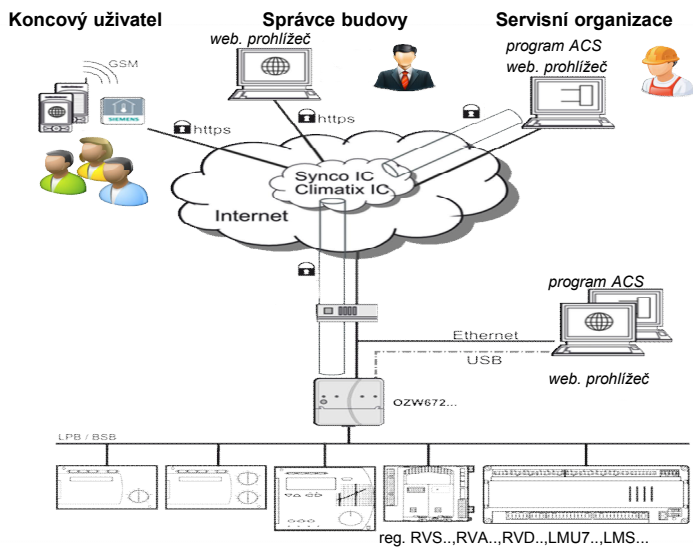 Koncový uživatel
Správce budovy
Servisní organizace
web. prohlížeč
program ACS
web. prohlížeč
GSM
SIEMENS
https
https
Synco IC
Climatix IC
Internet
program ACS
Ethernet
USB
web. prohlížeč
OZW672...
LPB / BSB
reg. RVS..,RVA..,RVD..,LMU7..,LMS...